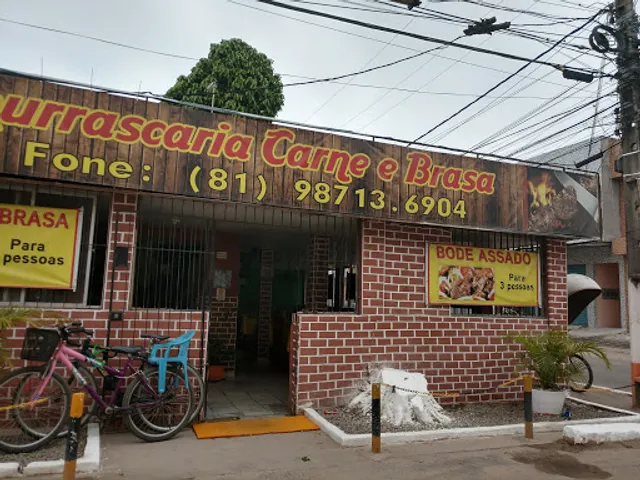 urrascaria Carne e Brasa
Fone: (81) 98713.6904
BRASA
Para
pessoas
BODE ASSADO
Para
3 pessoas